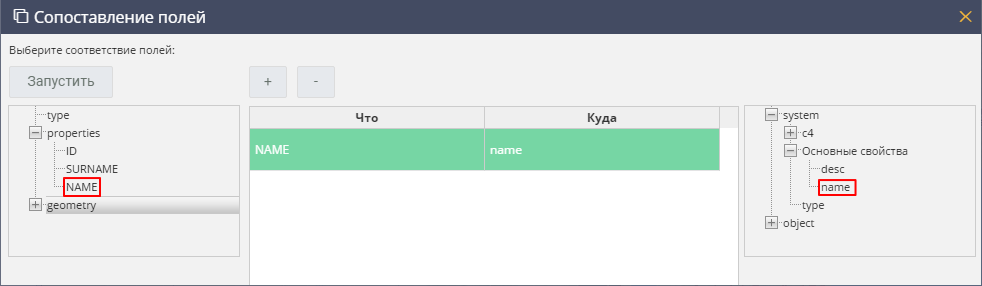 Сопоставление полей
Выберите соответствие полей:
Запустить
+
-
type
properties
ID
SURNAME
NAME
geometry
Что
Куда
NAME
name
system
c4
Основные свойства
desc
name
type
object